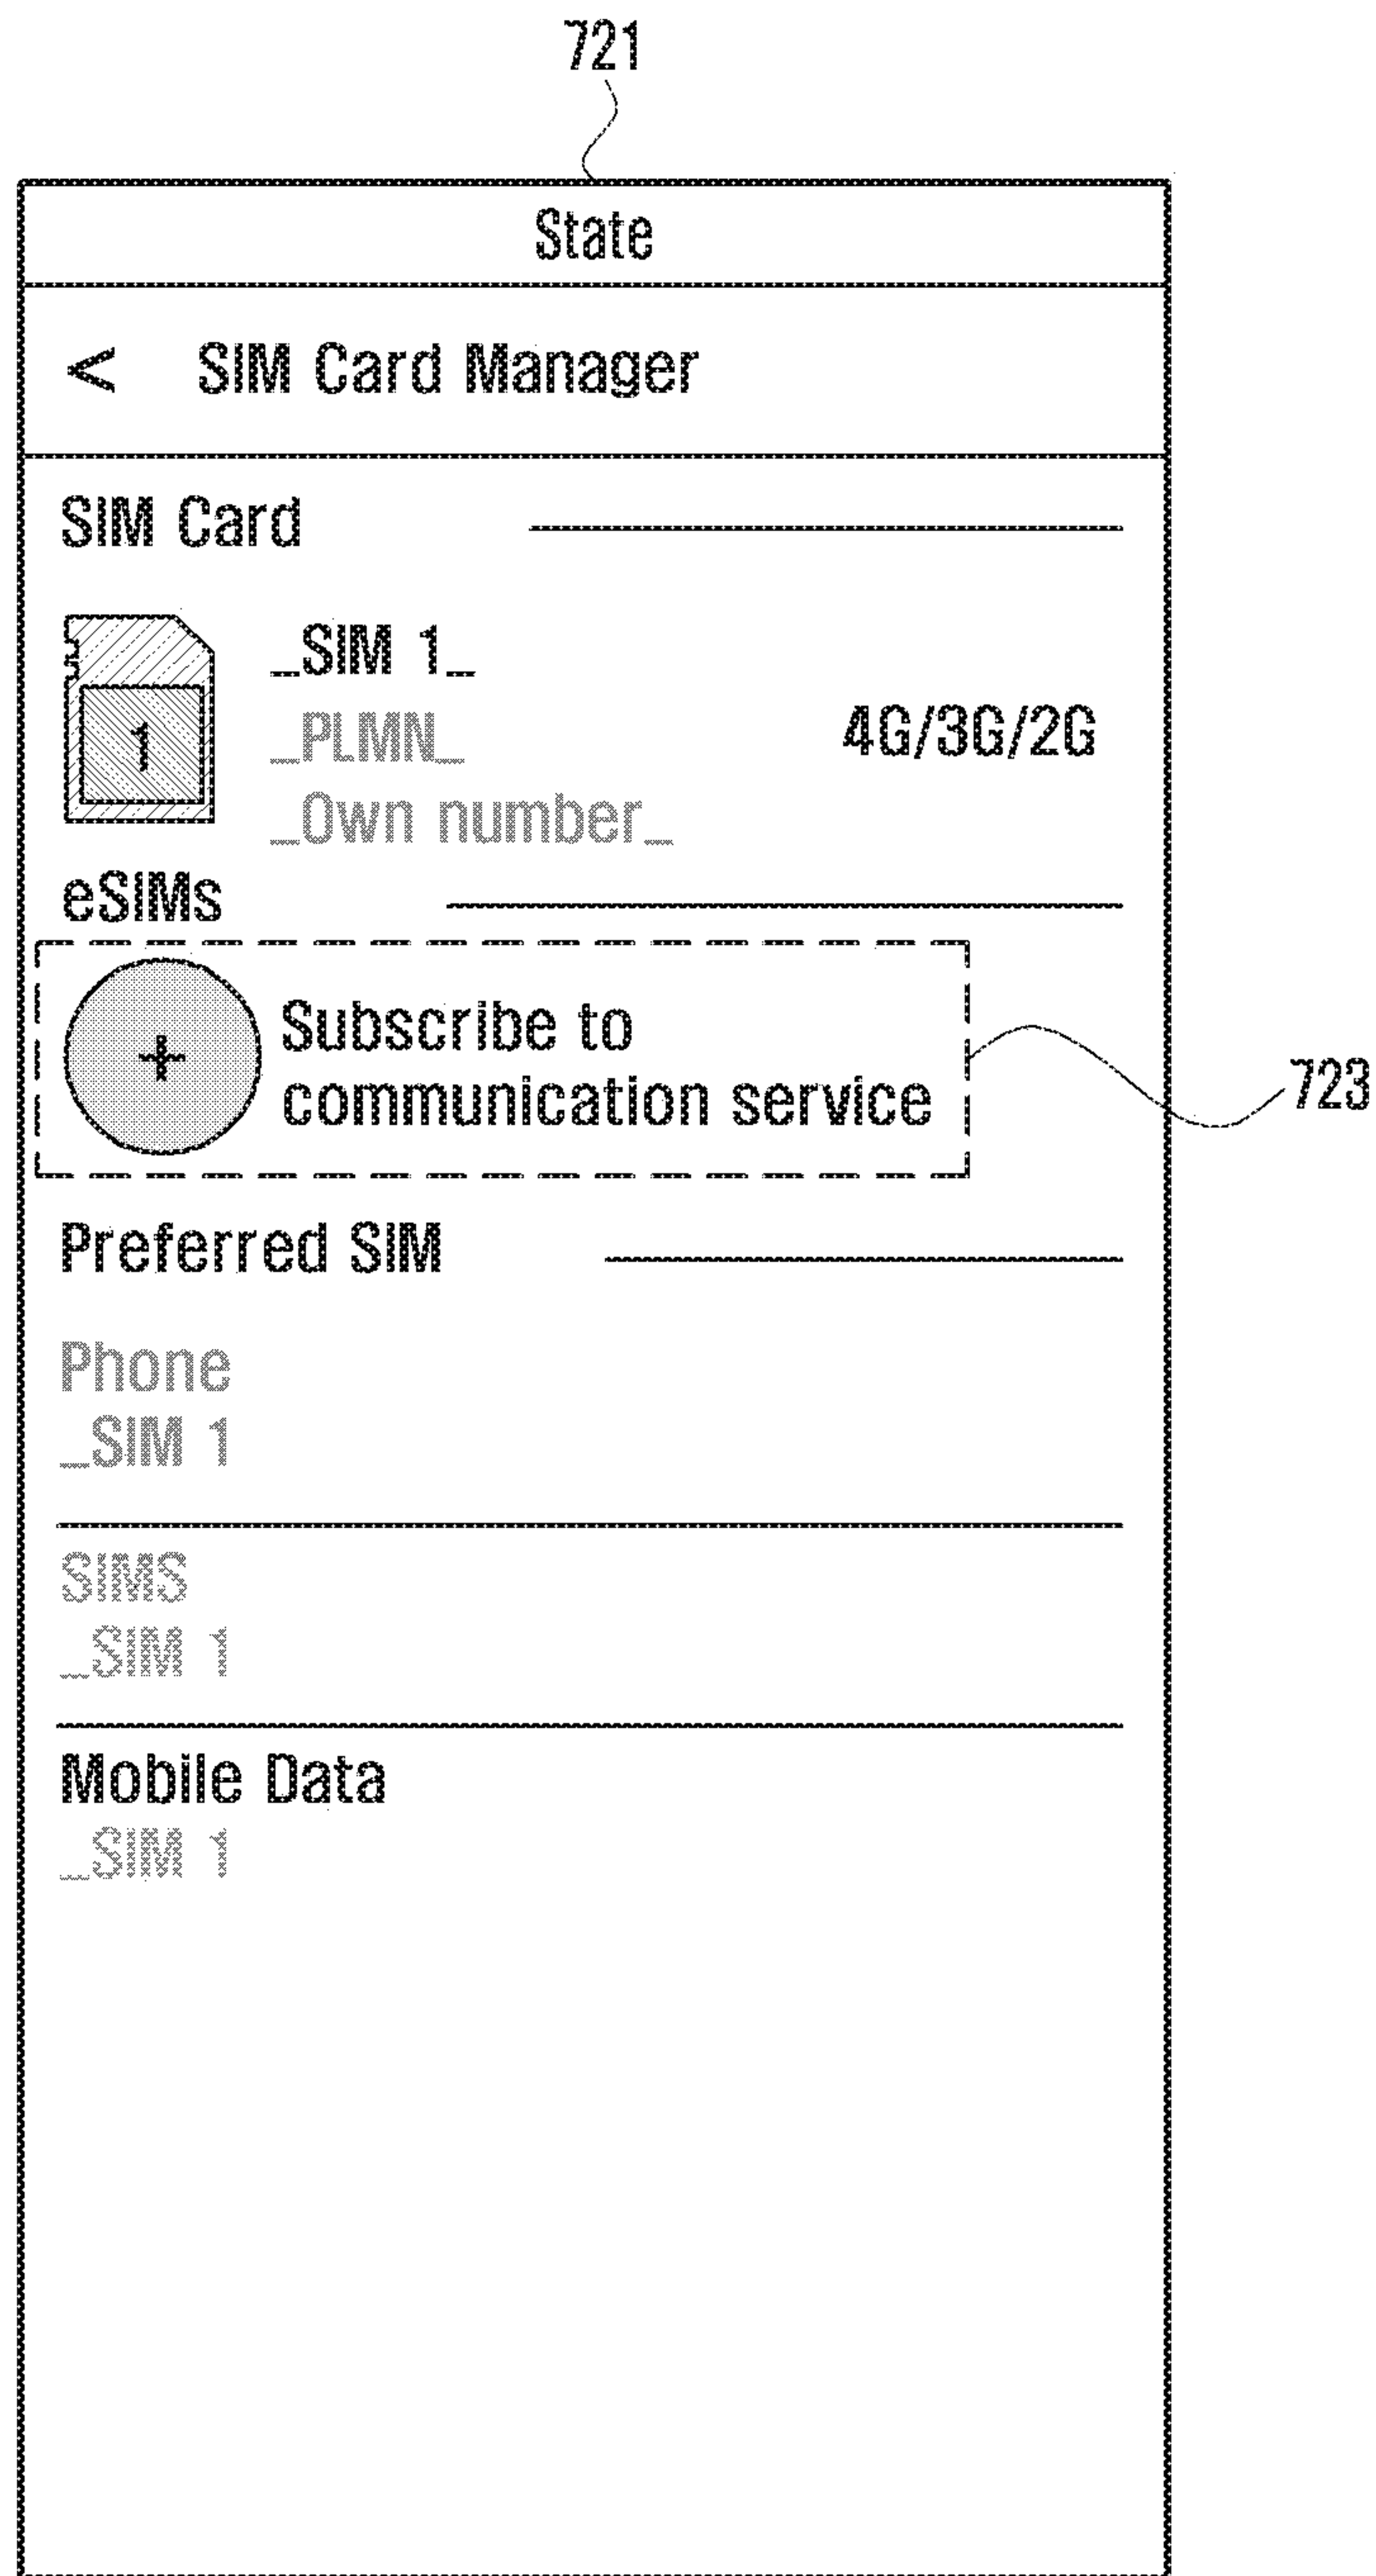 721
State
< SIM Card Manager
SIM Card
1
_SIM 1_
_PLMN_
4G/3G/2G
_Own number_
eSIMs
+ Subscribe to
communication service
723
Preferred SIM
Phone
_SIM 1
SIMS
_SIM 1
Mobile Data
_SIM 1